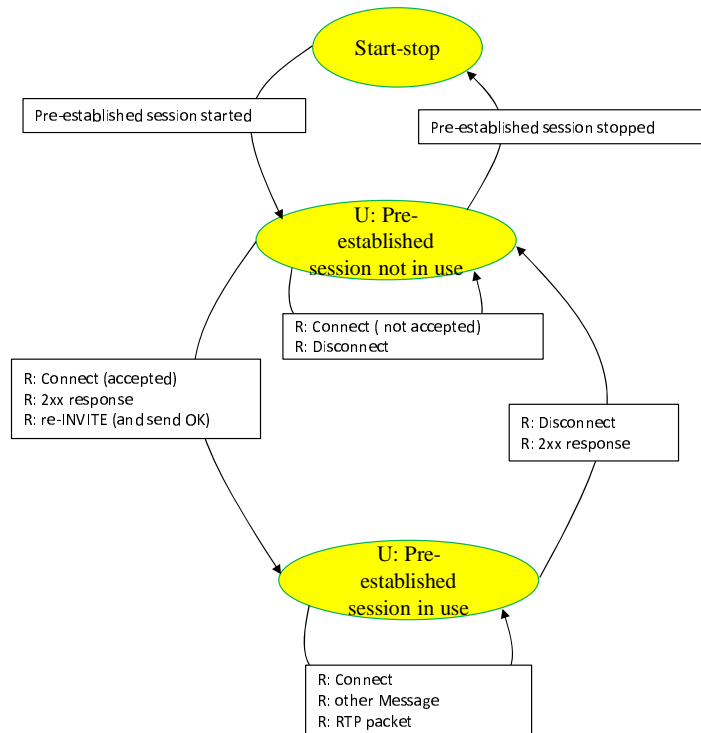 Start-stop
Pre-established session started
Pre-established session stopped
U: Pre-
established
session not in use
R: Connect ( not accepted)
R: Disconnect
R: Connect (accepted)
R: 2xx response
R: re-INVITE (and send OK)
R: Disconnect
R: 2xx response
U: Pre-
established
session in use
R: Connect
R: other Message
R: RTP packet